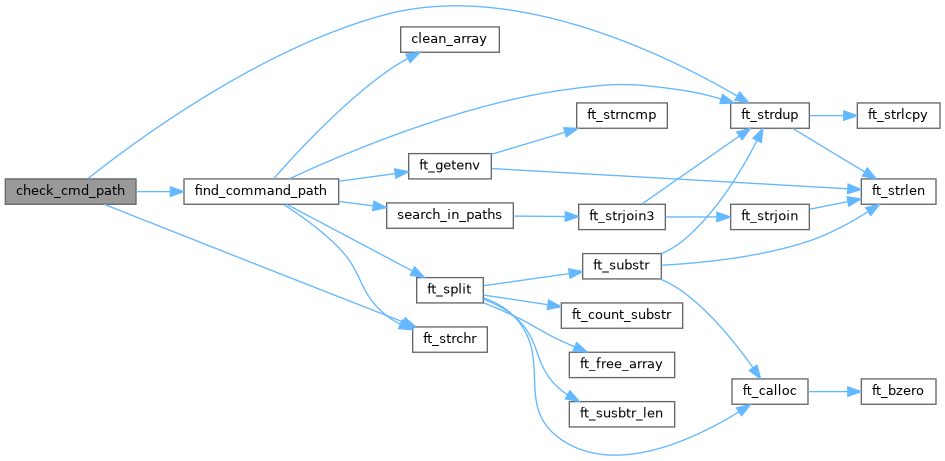 check_cmd_path
find_command_path
clean_array
ft_getenv
search_in_paths
ft_split
ft_strchr
ft_strncmp
ft_strjoin3
ft_substr
ft_count_substr
ft_free_array
ft_susbtr_len
ft_strdup
ft_strjoin
ft_calloc
ft_strlcpy
ft_strlen
ft_bzero